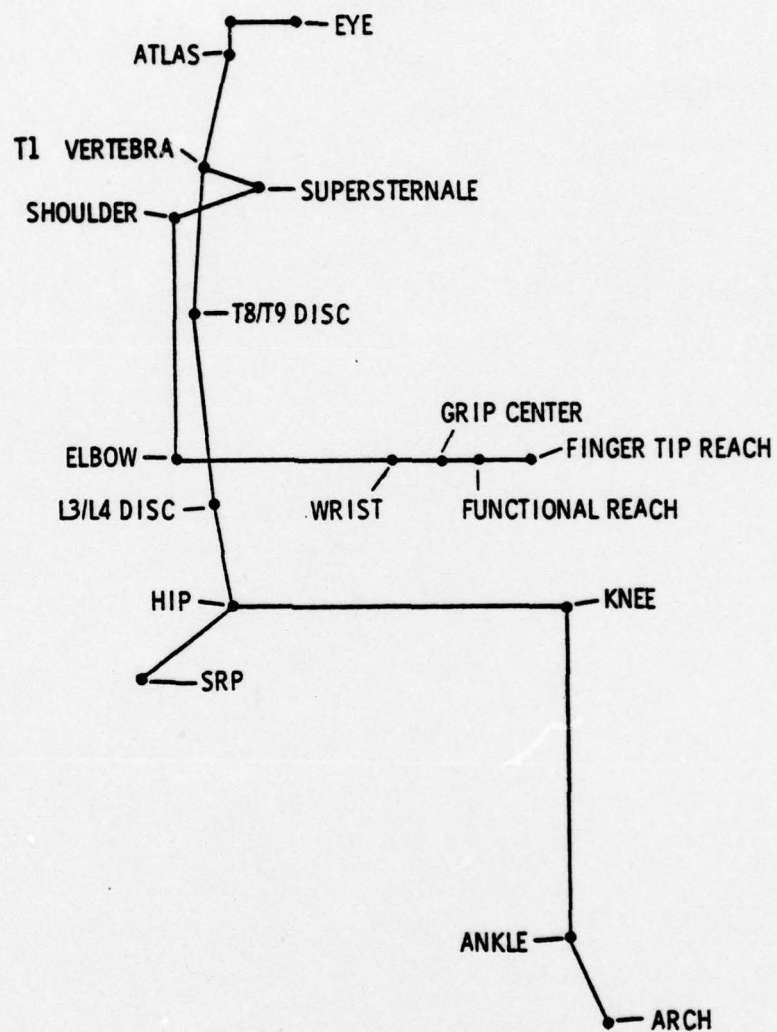 EYE
ATLAS
T1 VERTEBRA
SUPERSTERNALE
SHOULDER
T8/T9 DISC
GRIP CENTER
ELBOW
FINGER TIP REACH
L3/L4 DISC
WRIST
FUNCTIONAL REACH
HIP
KNEE
SRP
ANKLE
ARCH